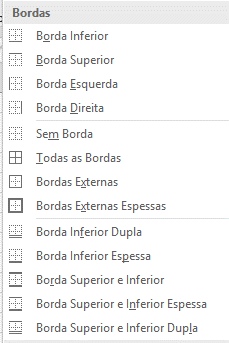 Bordas
Borda Inferior
Borda Superior
Borda Esquerda
Borda Direita
Sem Borda
Todas as Bordas
Bordas Externas
Bordas Externas Espessas
Borda Inferior Dupla
Borda Inferior Espessa
Borda Superior e Inferior
Borda Superior e Inferior Espessa
Borda Superior e Inferior Dupla